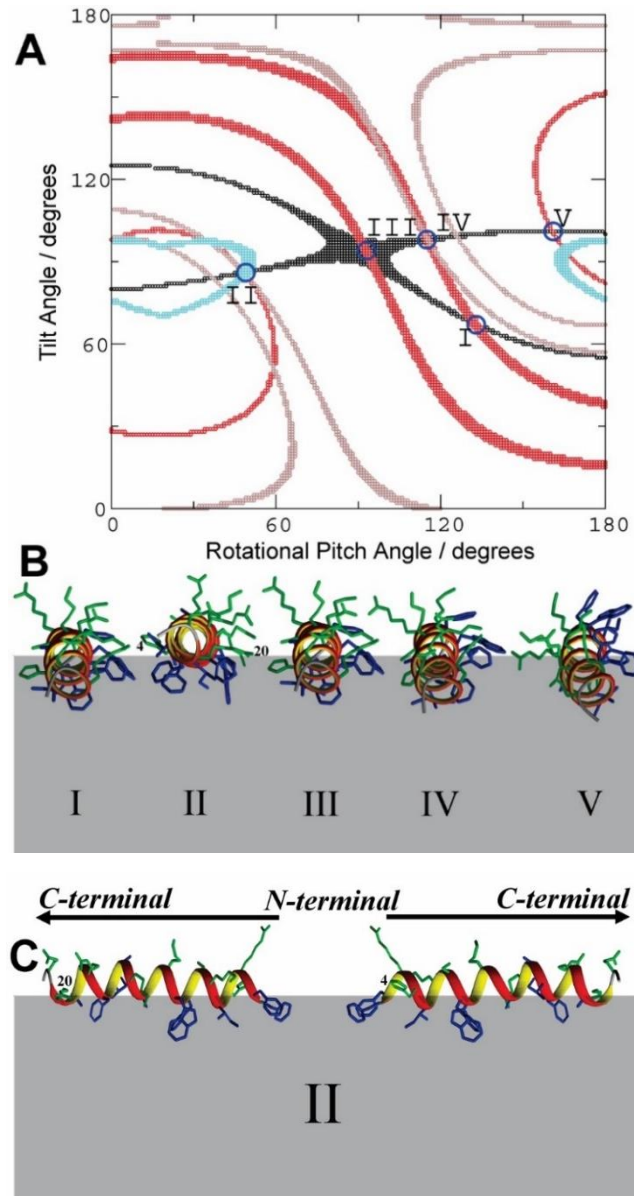 A
180
120
60
0
Tilt Angle / degrees
III IV V
II
I
0 60 120 180
Rotational Pitch Angle / degrees
B
4 20
I II III IV V
C-terminal N-terminal C-terminal
C
20 4
II